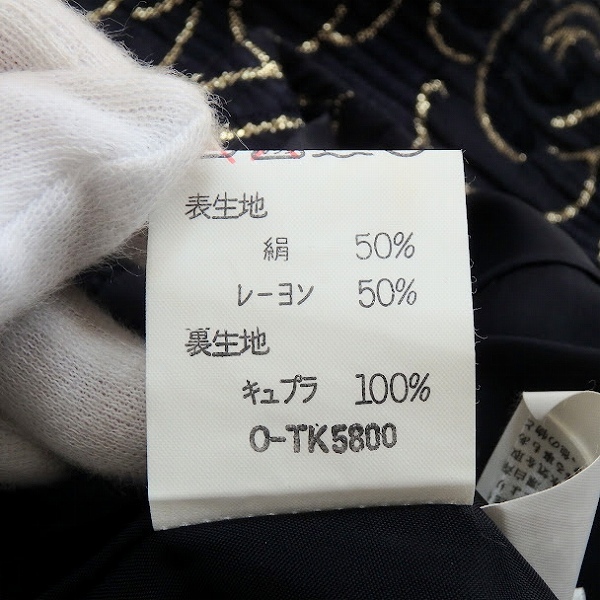 表生地
絹 50%
レーヨン 50%
裏生地
キュプラ 100%
O-TK5800